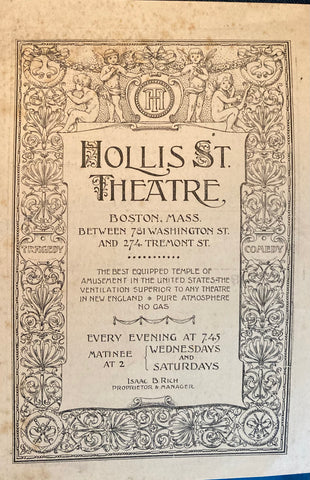 HOLLIS ST.
THEATRE,
BOSTON, MASS.
BETWEEN 781 WASHINGTON ST.
AND 274 TREMONT ST.
TRAGEDY
COMEDY
THE BEST EQUIPPED TEMPLE OF
AMUSEMENT IN THE UNITED STATES-THE
VENTILATION SUPERIOR TO ANY THEATRE
IN NEW ENGLAND • PURE ATMOSPHERE
NO GAS
EVERY EVENING AT 7.45
MATINEE
AT 2
WEDNESDAYS
AND
SATURDAYS
ISAAC B. RICH
PROPRIETOR & MANAGER.